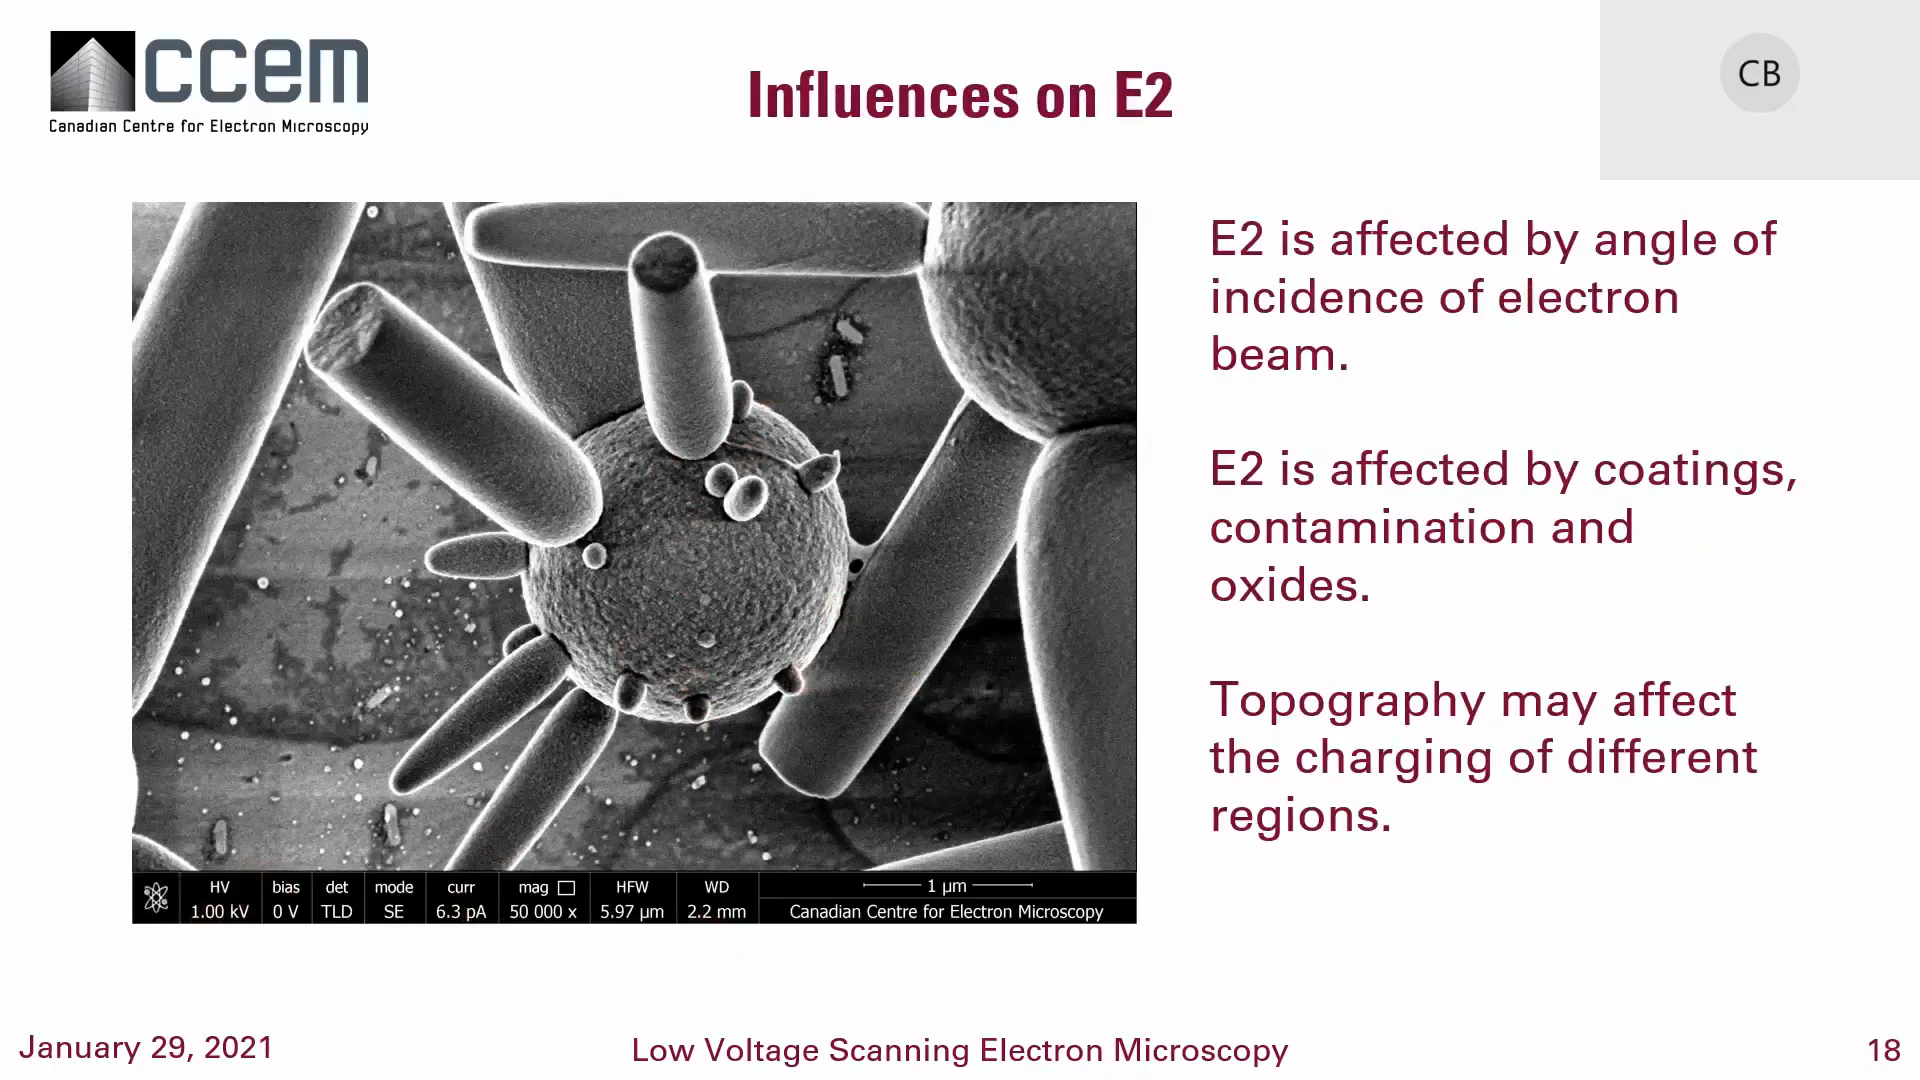 ccem
Canadian Centre for Electron Microscopy
Influences on E2
CB
E2 is affected by angle of
incidence of electron
beam.
E2 is affected by coatings,
contamination and
oxides.
Topography may affect
the charging of different
regions.
HV bias det mode curr mag HFW WD 1 µm
1.00 kV 0 V TLD SE 6.3 pA 50 000 x 5.97 µm 2.2 mm Canadian Centre for Electron Microscopy
January 29, 2021
Low Voltage Scanning Electron Microscopy
18